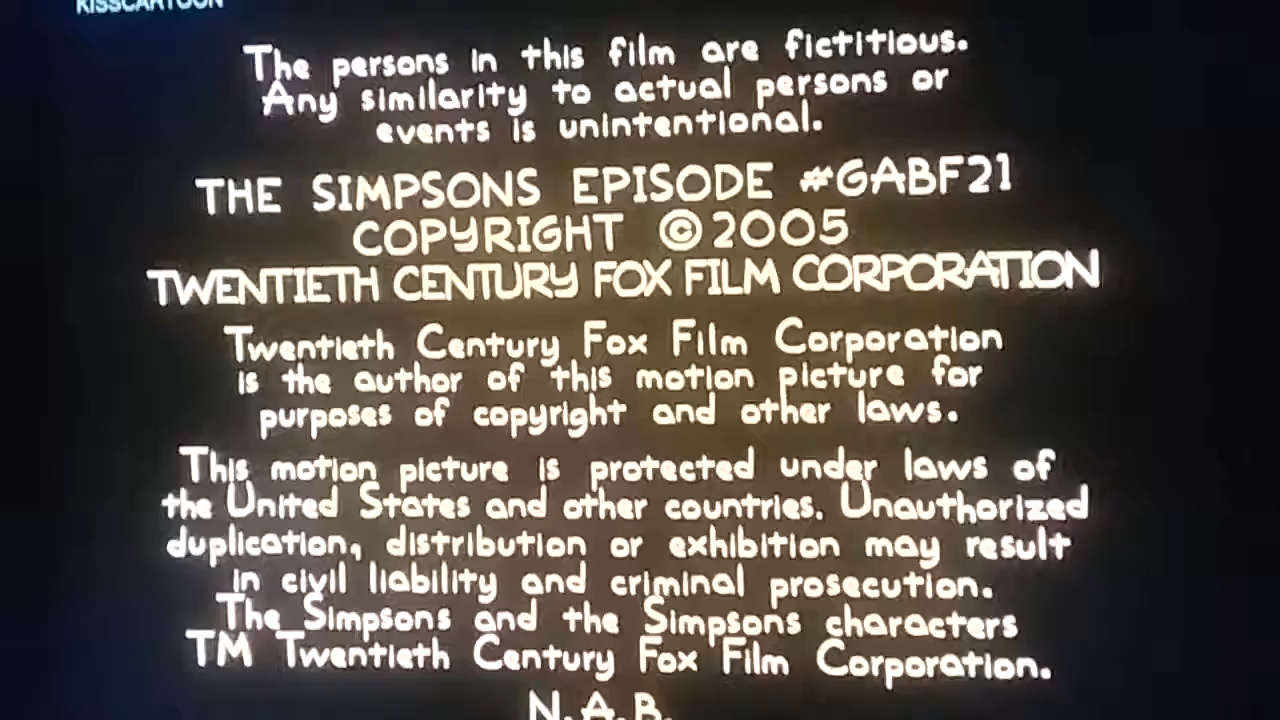 KISSCARTOON
The persons in this film are fictitious.
Any similarity to actual persons or
events is unintentional.
THE SIMPSONS EPISODE #GABF21
COPYRIGHT ©2005
TWENTIETH CENTURY FOX FILM CORPORATION
Twentieth Century Fox Film Corporation
is the author of this motion picture for
purposes of copyright and other laws.
This motion picture is protected under laws of
the United States and other countries. Unauthorized
duplication, distribution or exhibition may result
in civil liability and criminal prosecution.
The Simpsons and the Simpsons characters
TM Twentieth Century Fox Film Corporation.
N.A.B.